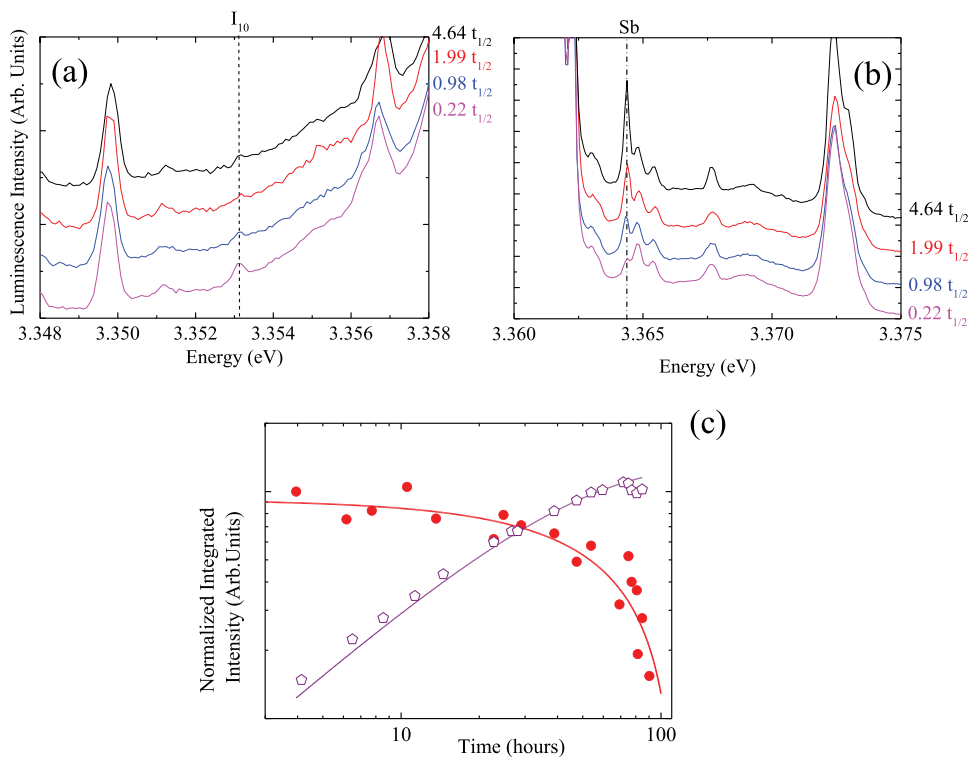 I10
(a)
4.64 t1/2
1.99 t1/2
0.98 t1/2
0.22 t1/2
Luminescence Intensity (Arb. Units)
3.348 3.350 3.352 3.354 3.356 3.358
Energy (eV)
Sb
(b)
4.64 t1/2
1.99 t1/2
0.98 t1/2
0.22 t1/2
3.360 3.365 3.370 3.375
Energy (eV)
(c)
Normalized Integrated
Intensity (Arb.Units)
10 100
Time (hours)